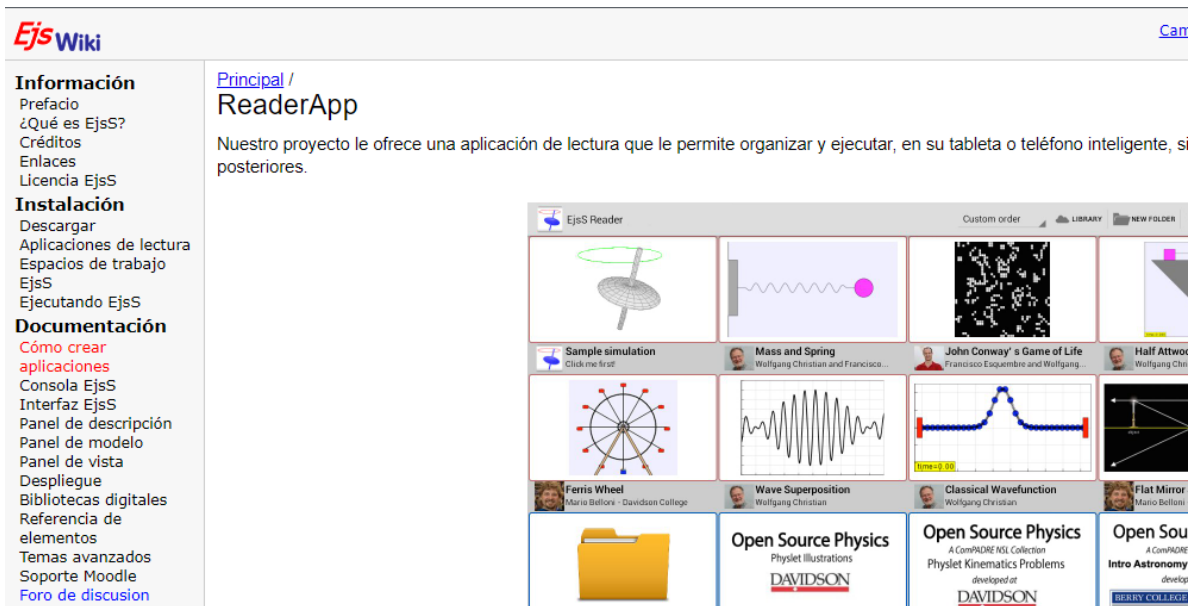 Ejs Wiki
Información
Prefacio
¿Qué es EjsS?
Créditos
Enlaces
Licencia EjsS
Instalación
Descargar
Aplicaciones de lectura
Espacios de trabajo
EjsS
Ejecutando EjsS
Documentación
Cómo crear
aplicaciones
Consola EjsS
Interfaz EjsS
Panel de descripción
Panel de modelo
Panel de vista
Despliegue
Bibliotecas digitales
Referencia de
elementos
Temas avanzados
Soporte Moodle
Foro de discusion
Principal /
ReaderApp
Nuestro proyecto le ofrece una aplicación de lectura que le permite organizar y ejecutar, en su tableta o teléfono inteligente,
posteriores.
EjsS Reader
Custom order LIBRARY NEW FOLDER
Sample simulation
Click me first!
Mass and Spring
Wolfgang Christian and Francisco...
John Conway' s Game of Life
Francisco Esquembre and Wolfgang...
Half
Wolfgang
time=0.00
Ferris Wheel
Mario Belloni - Davidson College
Wave Superposition
Wolfgang Christian
Classical Wavefunction
Wolfgang Christian
Flat Mirror
Mario Belloni
Open Source Physics
Physlet Illustrations
DAVIDSON
Open Source Physics
A ComPADRE NSL Collection
Physlet Kinematics Problems
developed at
DAVIDSON
Open
A ComPADRE
Intro Astronomy
BERRY COLLEGE